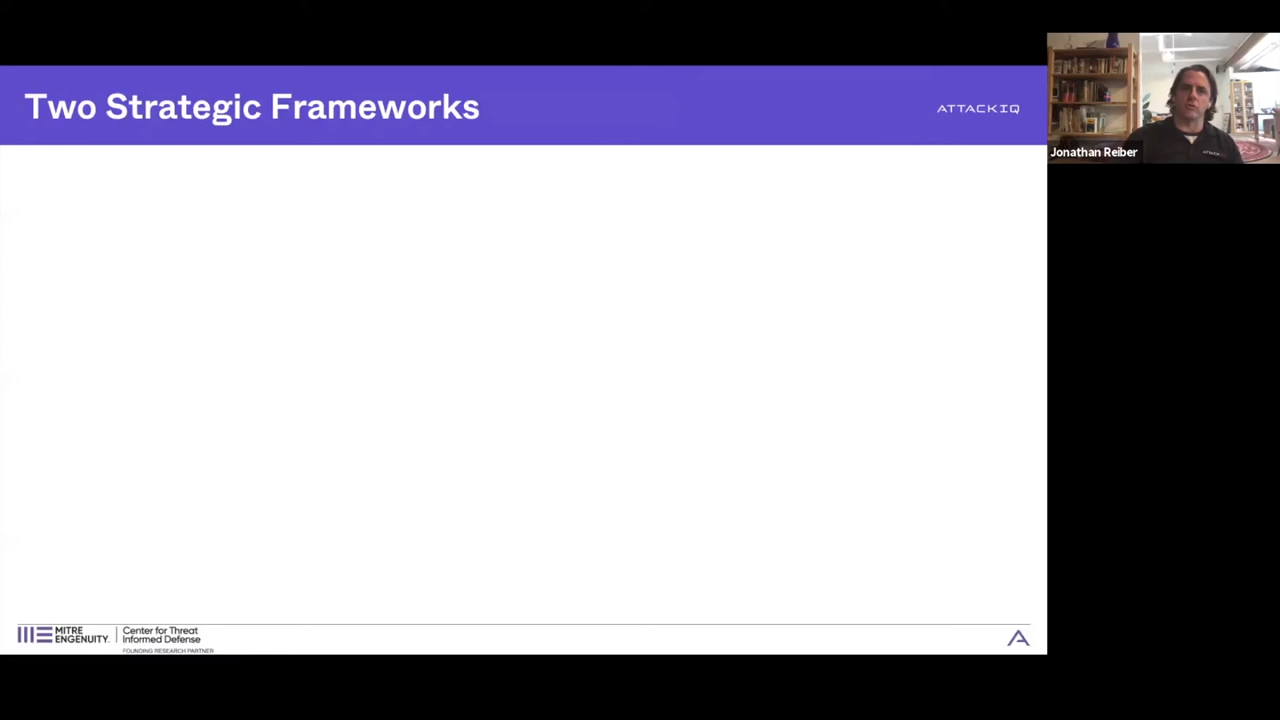 Two Strategic Frameworks
ATTACKIQ
Jonathan Reiber
MITRE
ENGENUITY.
Center for Threat
Informed Defense
FOUNDING RESEARCH PARTNER